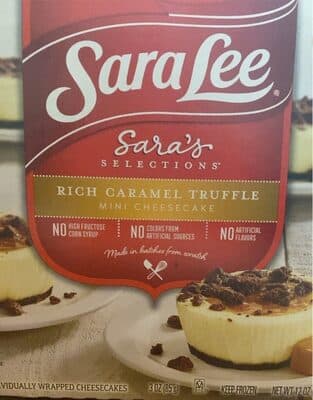 Sara Lee®
Sara's
SELECTIONS
RICH CARAMEL TRUFFLE
MINI CHEESECAKE
NO HIGH FRUCTOSE CORN SYRUP
NO COLORS FROM ARTIFICIAL SOURCES
NO ARTIFICIAL FLAVORS
Made in batches from scratch
VIDUALLY WRAPPED CHEESECAKES 3 OZ (85g) KEEP FROZEN NET WT 12 OZ